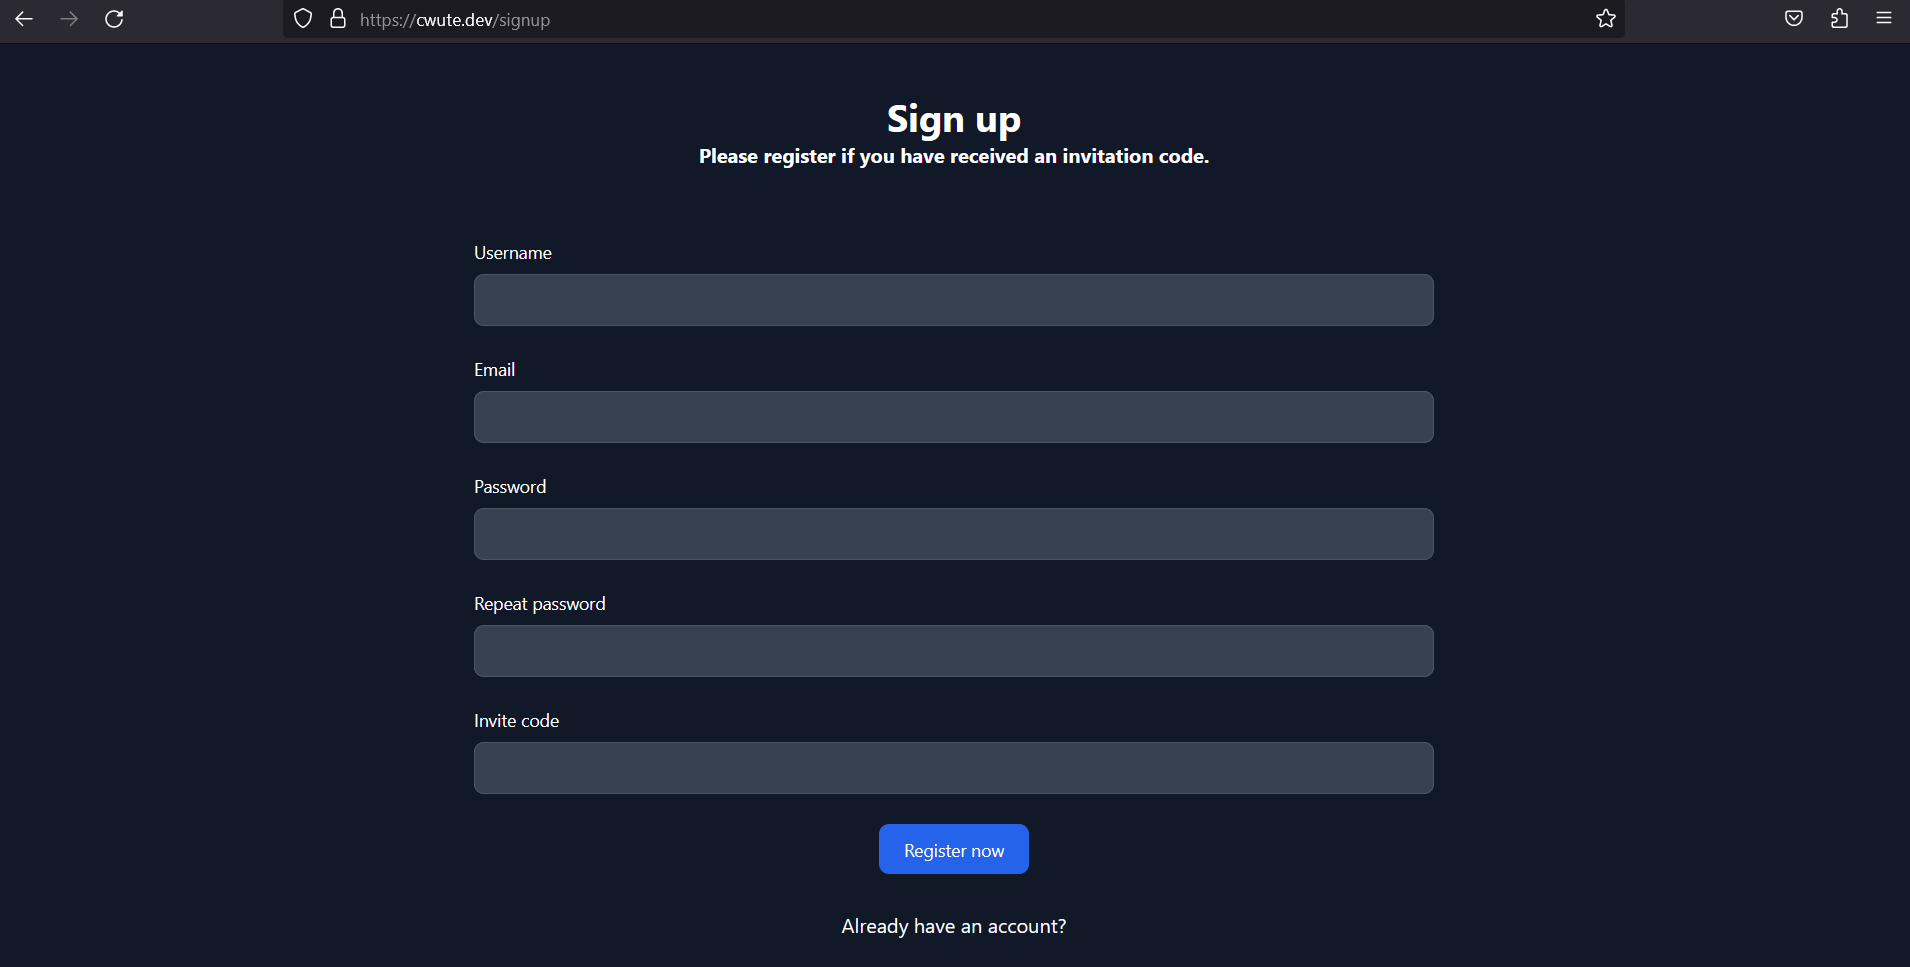 https://cwute.dev/signup
Sign up
Please register if you have received an invitation code.
Username
Email
Password
Repeat password
Invite code
Register now
Already have an account?